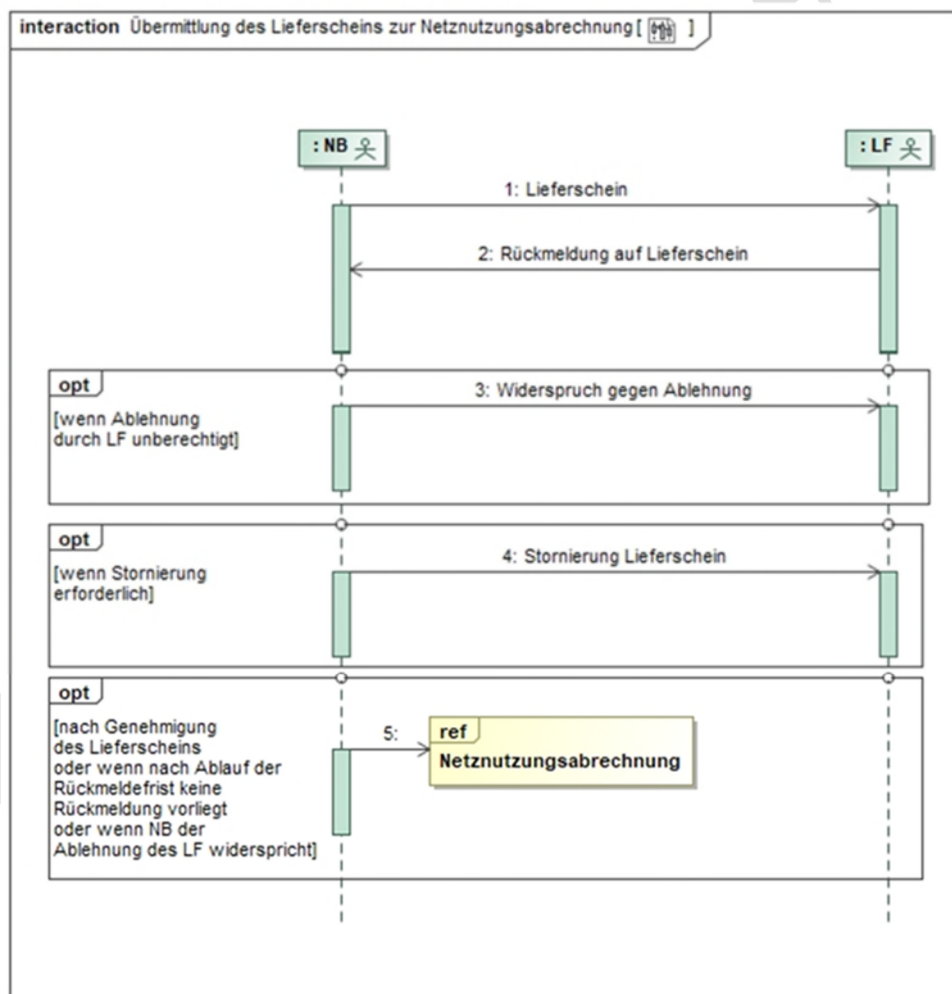 interaction Übermittlung des Lieferscheins zur Netznutzungsabrechnung [ ]
: NB
: LF
1: Lieferschein
2: Rückmeldung auf Lieferschein
opt
[wenn Ablehnung
durch LF unberechtigt]
3: Widerspruch gegen Ablehnung
opt
[wenn Stornierung
erforderlich]
4: Stornierung Lieferschein
opt
[nach Genehmigung
des Lieferscheins
oder wenn nach Ablauf der
Rückmeldefrist keine
Rückmeldung vorliegt
oder wenn NB der
Ablehnung des LF widerspricht]
5:
ref
Netznutzungsabrechnung